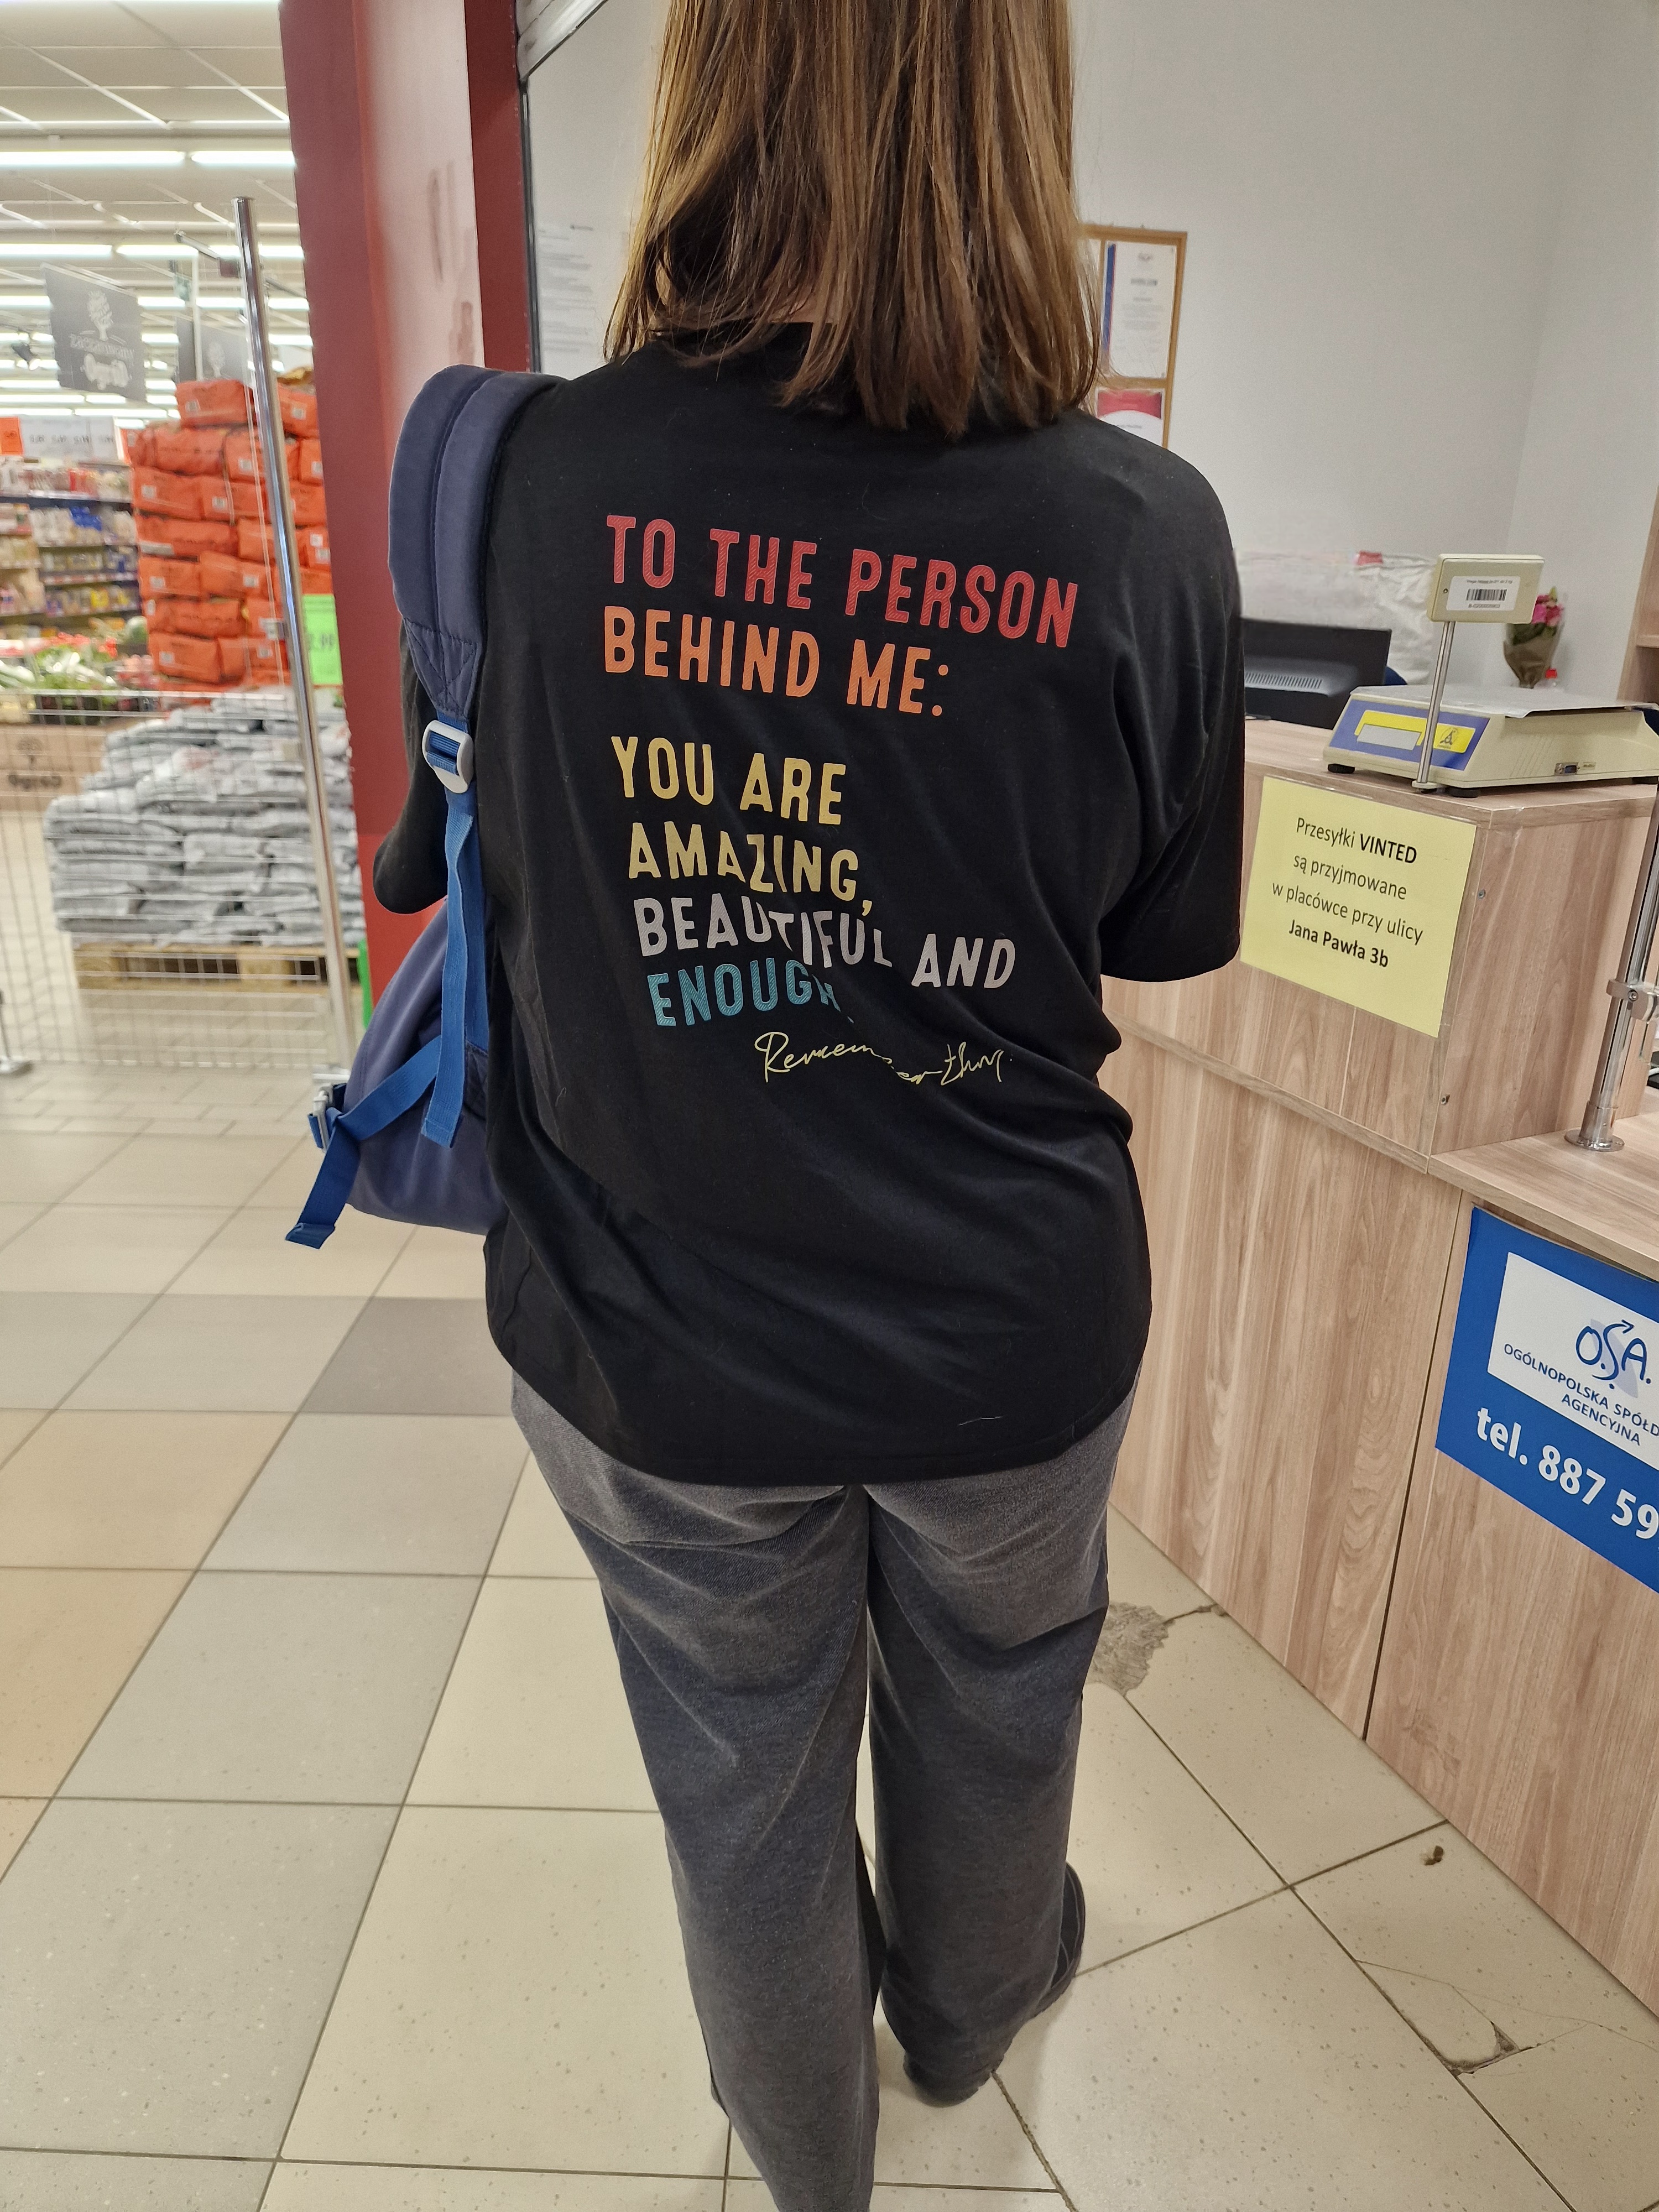 TO THE PERSON
BEHIND ME:
YOU ARE
AMAZING,
BEAUTIFUL AND
ENOUGH.
Przesyłki VINTED
są przyjmowane
w placówce przy ulicy
Jana Pawła 3b
O.S.A.
OGÓLNOPOLSKA SPÓŁD
AGENCYJNA
tel. 887 59